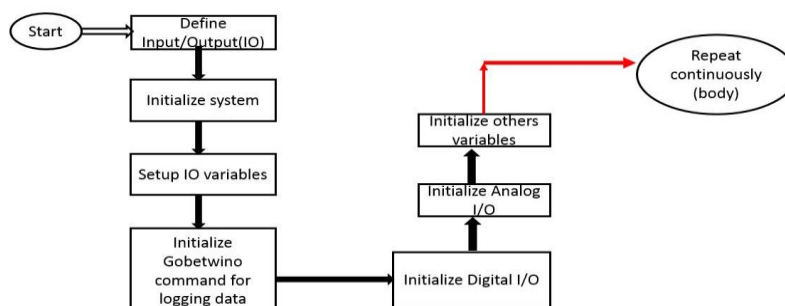 Start
Define
Input/Output(IO)
Initialize system
Setup IO variables
Initialize
Gobetwino
command for
logging data
Initialize Digital I/O
Initialize Analog
I/O
Initialize others
variables
Repeat
continuously
(body)